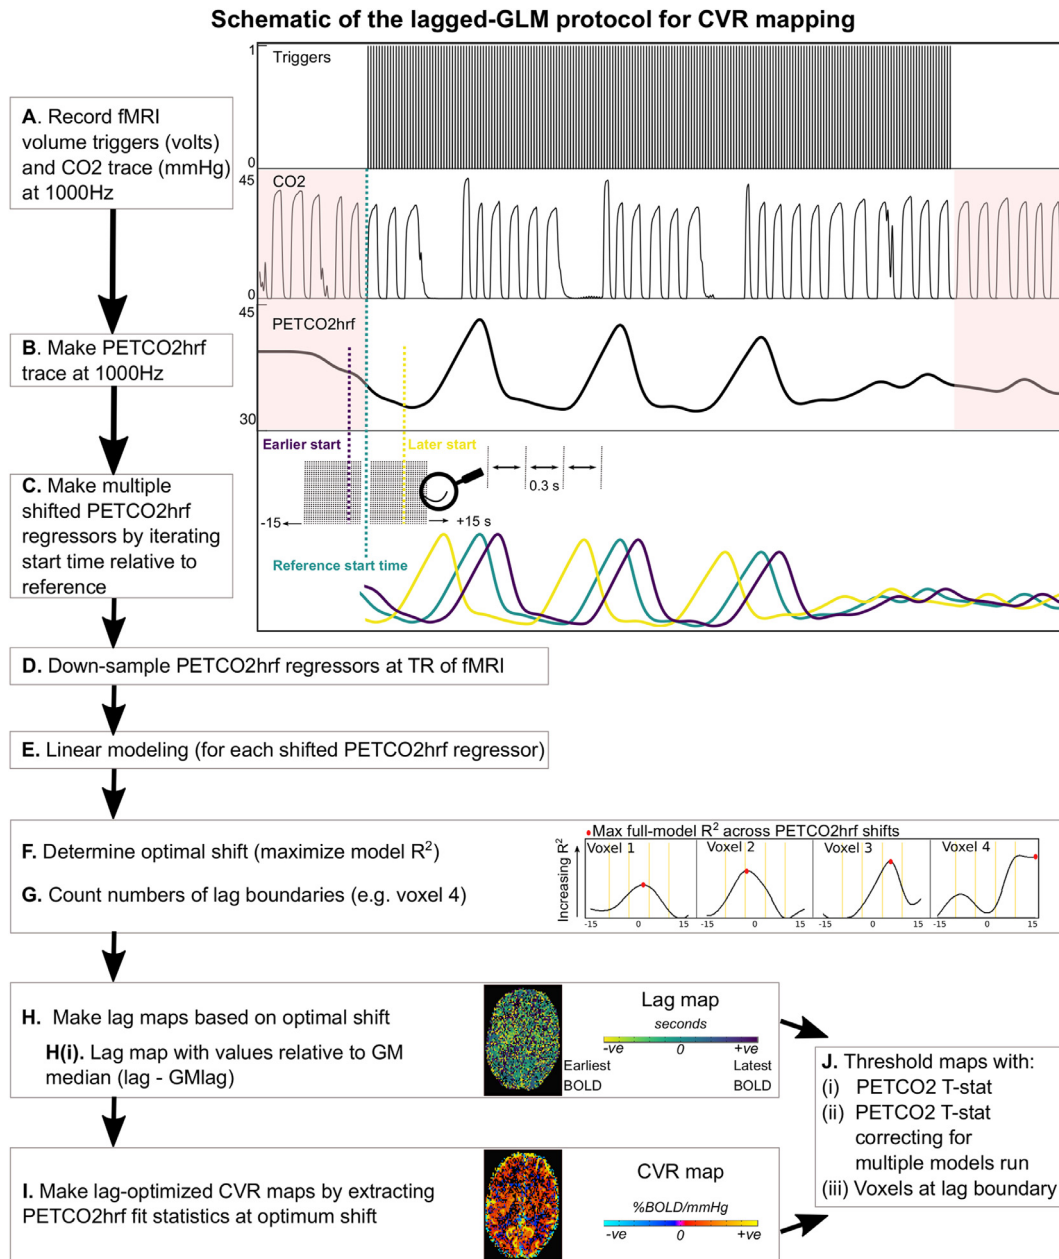 Schematic of the lagged-GLM protocol for CVR mapping
A. Record fMRI
volume triggers (volts)
and CO2 trace (mmHg)
at 1000Hz
1
Triggers
0
45
CO2
0
45
PETCO2hrf
30
B. Make PETCO2hrf
trace at 1000Hz
Earlier start
Later start
0.3 s
-15
+15 s
Reference start time
C. Make multiple
shifted PETCO2hrf
regressors by iterating
start time relative to
reference
D. Down-sample PETCO2hrf regressors at TR of fMRI
E. Linear modeling (for each shifted PETCO2hrf regressor)
F. Determine optimal shift (maximize model R²)
G. Count numbers of lag boundaries (e.g. voxel 4)
Max full-model R² across PETCO2hrf shifts
Increasing R²
Voxel 1
Voxel 2
Voxel 3
Voxel 4
-15 0 15 -15 0 15 -15 0 15 -15 0 15
H. Make lag maps based on optimal shift
H(i). Lag map with values relative to GM
median (lag - GMlag)
Lag map
seconds
-ve 0 +ve
Earliest Latest
BOLD BOLD
I. Make lag-optimized CVR maps by extracting
PETCO2hrf fit statistics at optimum shift
CVR map
%BOLD/mmHg
-ve 0 +ve
J. Threshold maps with:
(i) PETCO2 T-stat
(ii) PETCO2 T-stat
correcting for
multiple models run
(iii) Voxels at lag boundary